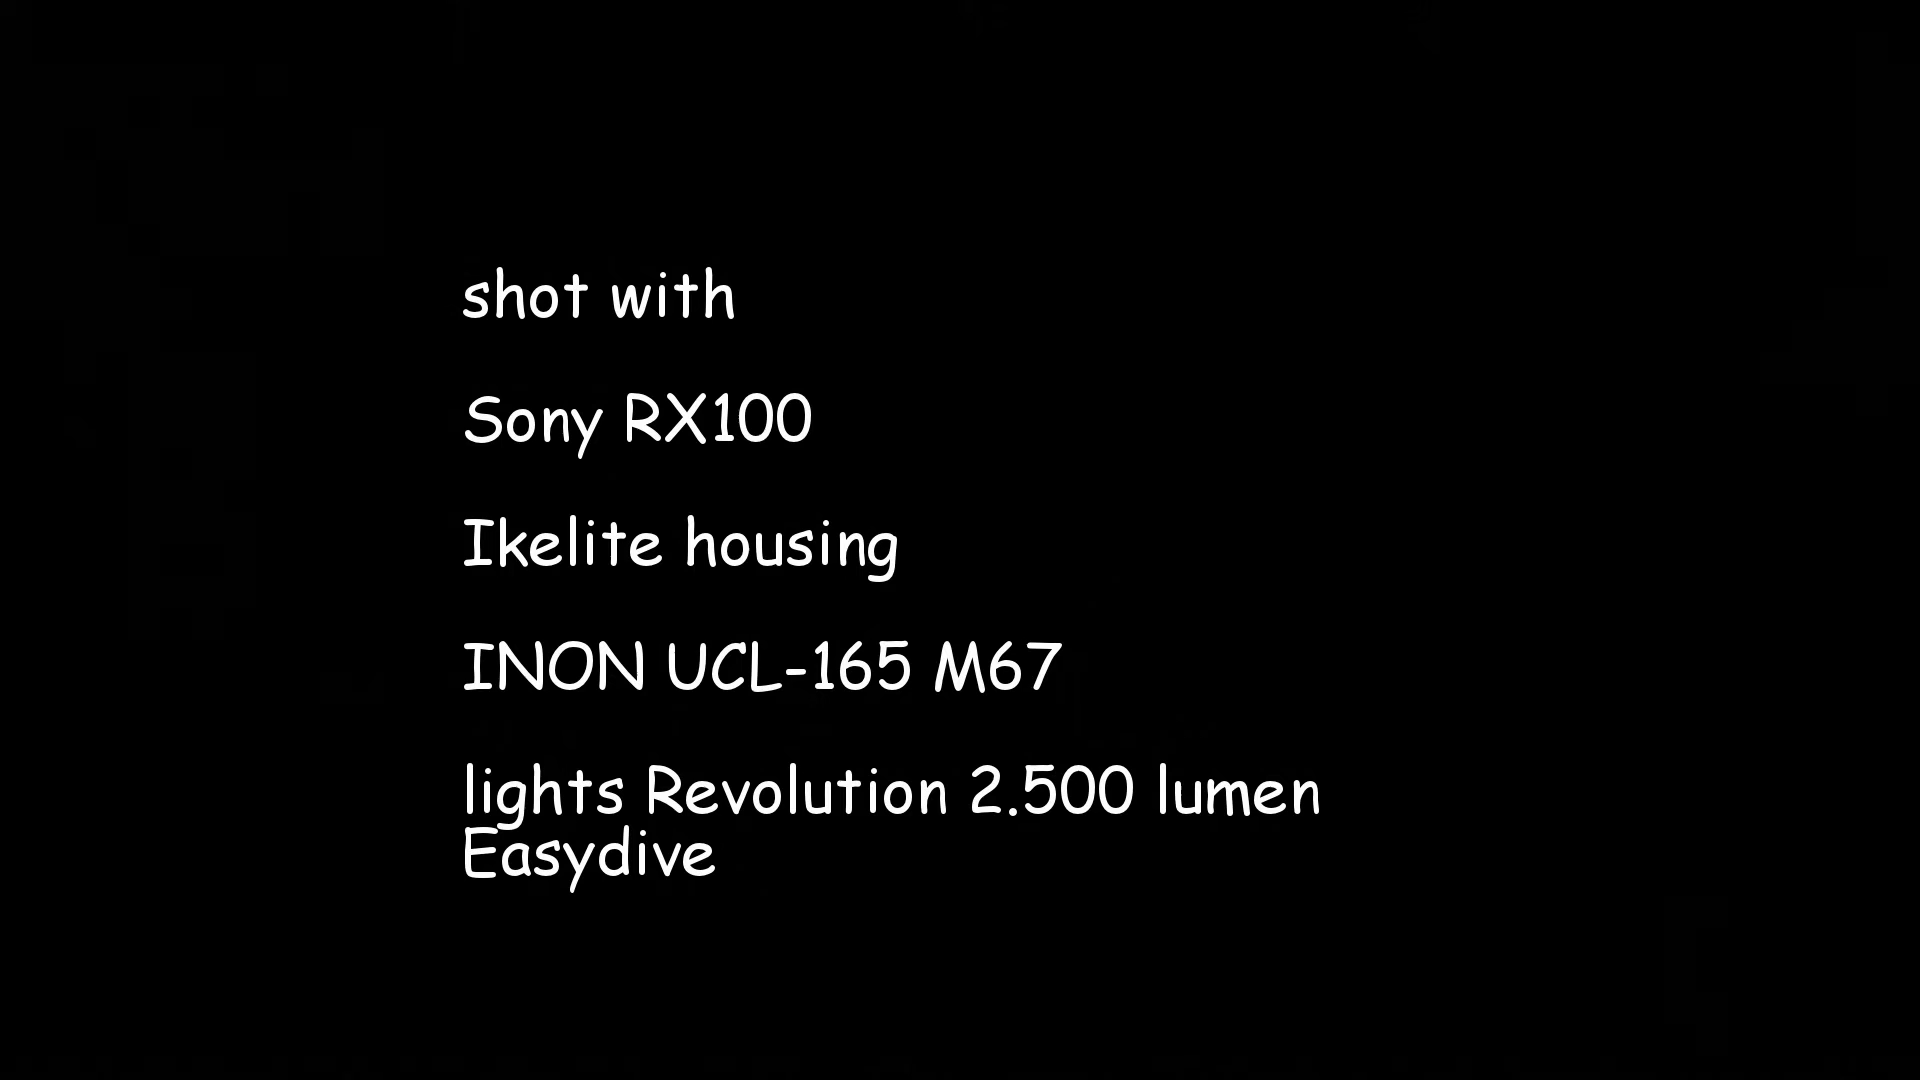 shot with
Sony RX100
Ikelite housing
INON UCL-165 M67
lights Revolution 2.500 lumen
Easydive